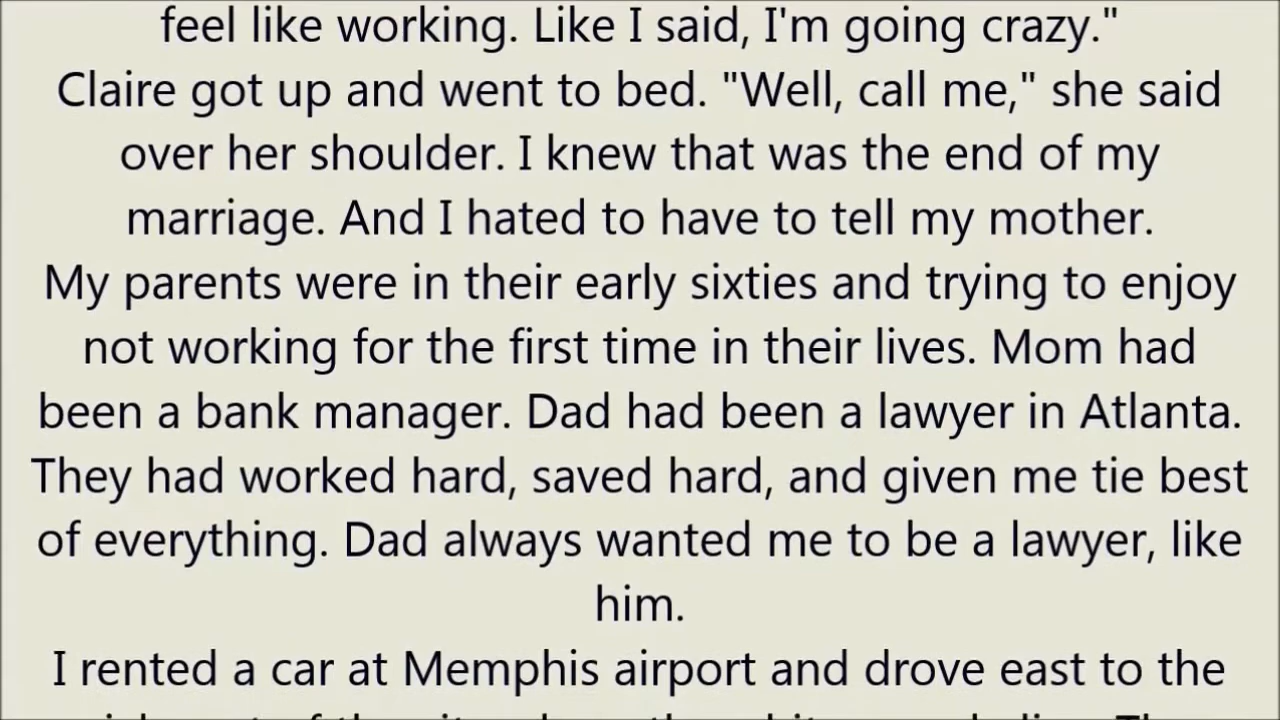 feel like working. Like I said, I'm going crazy."
Claire got up and went to bed. "Well, call me," she said
over her shoulder. I knew that was the end of my
marriage. And I hated to have to tell my mother.
My parents were in their early sixties and trying to enjoy
not working for the first time in their lives. Mom had
been a bank manager. Dad had been a lawyer in Atlanta.
They had worked hard, saved hard, and given me tie best
of everything. Dad always wanted me to be a lawyer, like
him.
I rented a car at Memphis airport and drove east to the